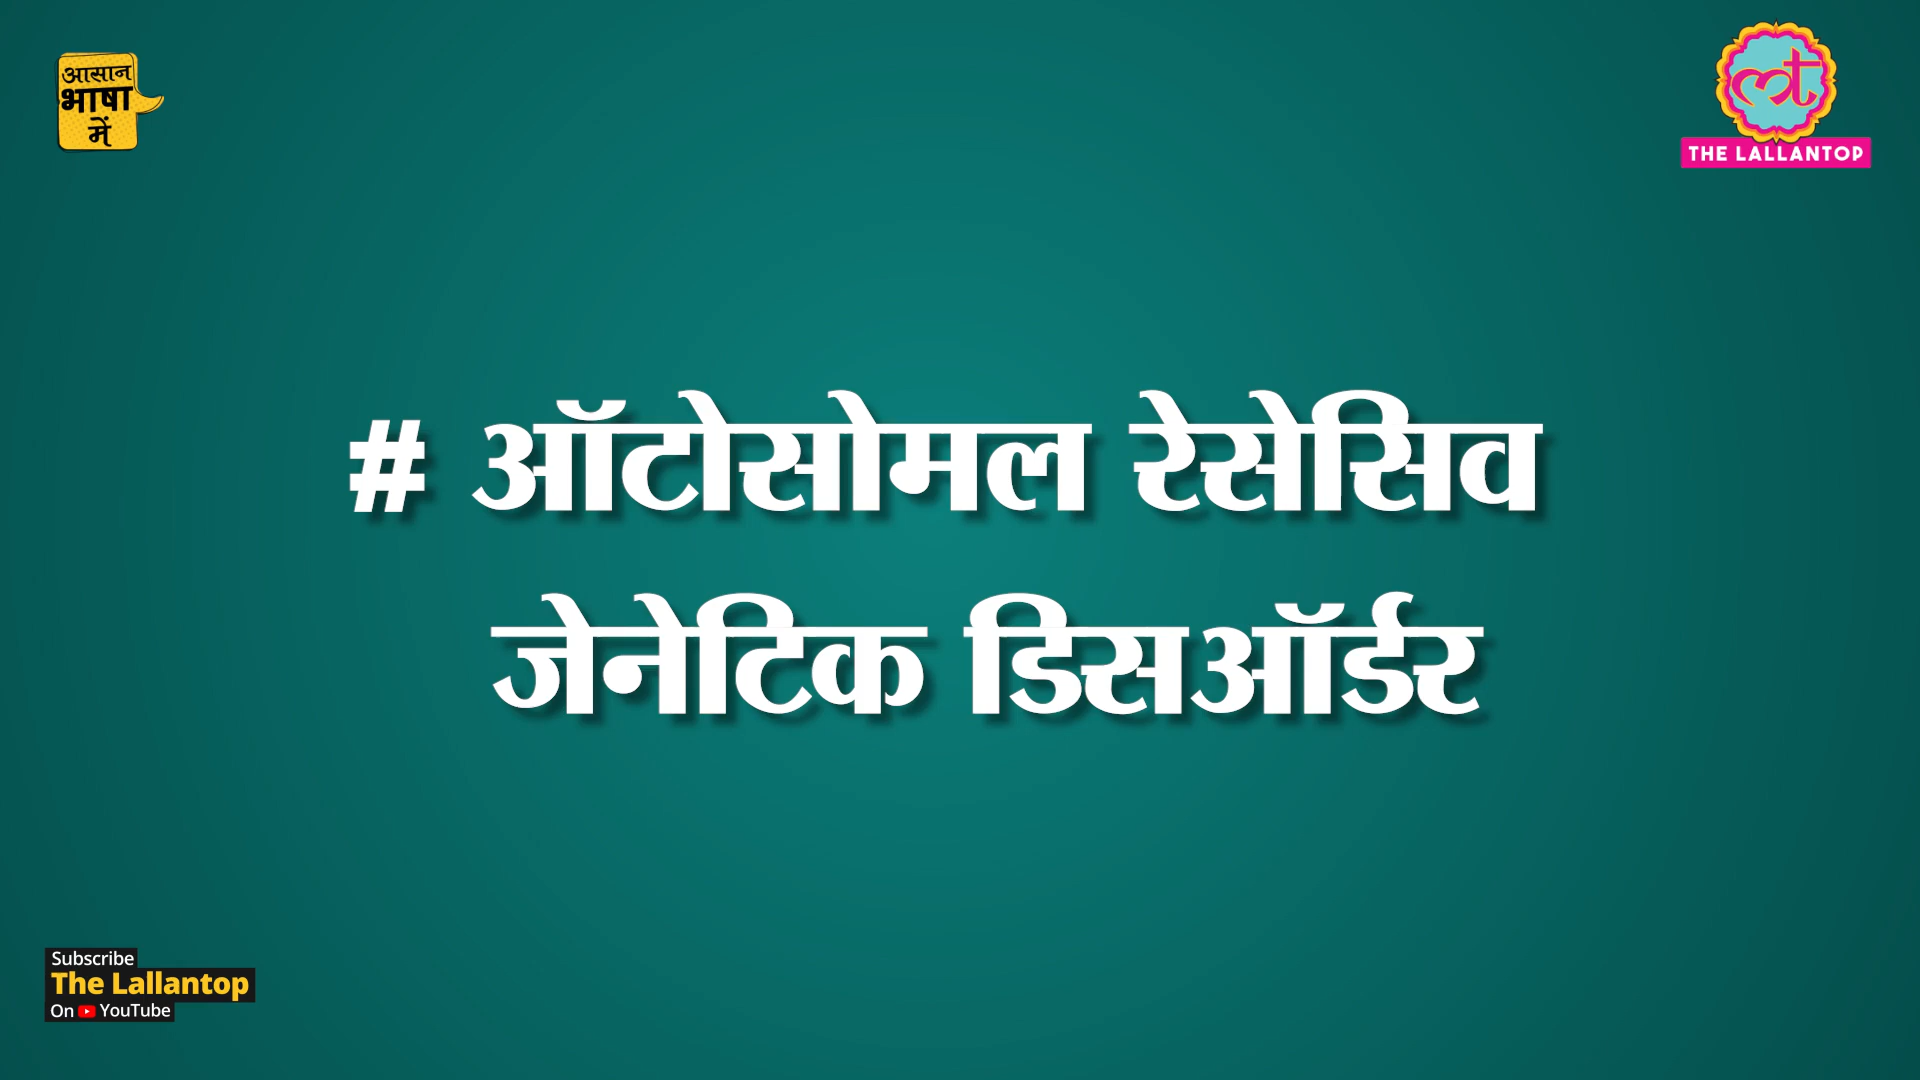 आसान
भाषा
में
THE LALLANTOP
# ऑटोसोमल रेसेसिव
जेनेटिक डिसऑर्डर
Subscribe
The Lallantop
On YouTube